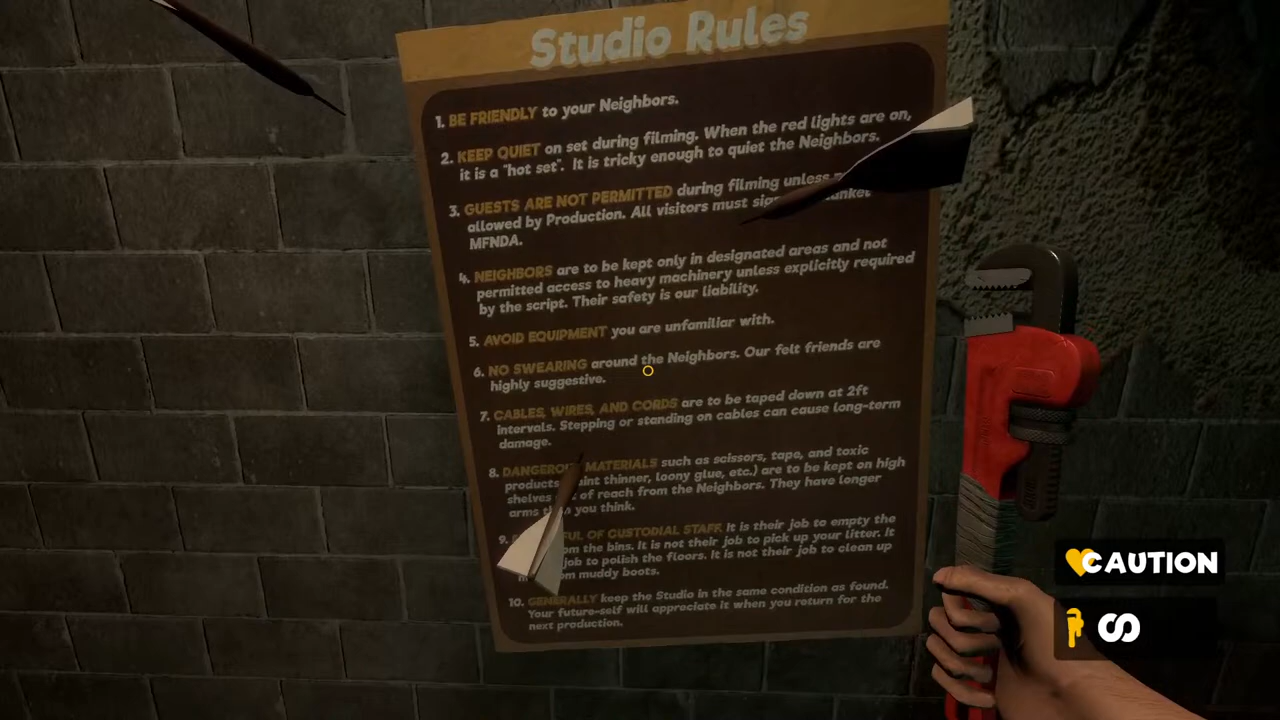 Studio Rules
1. BE FRIENDLY to your Neighbors.
2. KEEP QUIET on set during filming. When the red lights are on,
it is a "hot set". It is tricky enough to quiet the Neighbors.
3. GUESTS ARE NOT PERMITTED during filming unless
allowed by Production. All visitors must
MFNDA.
4. NEIGHBORS are to be kept only in designated areas and not
permitted access to heavy machinery unless explicitly required
by the script. Their safety is our liability.
5. AVOID EQUIPMENT you are unfamiliar with.
6. NO SWEARING around the Neighbors. Our felt friends are
highly suggestive.
7. CABLES, WIRES, AND CORDS are to be taped down at 2ft
intervals. Stepping or standing on cables can cause long-term
damage.
8. MATERIALS such as scissors, tape, and toxic
thinner, loony glue, etc.) are to be kept on high
shelves of reach from the Neighbors. They have longer
arms you think.
9. OF CUSTODIAL STAFF. It is their job to empty the
the bins. It is not their job to pick up your litter. It
job to polish the floors. It is not their job to clean up
muddy boots.
10. GENERALLY keep the Studio in the same condition as found.
Your future-self will appreciate it when you return for the
next production.
CAUTION
∞